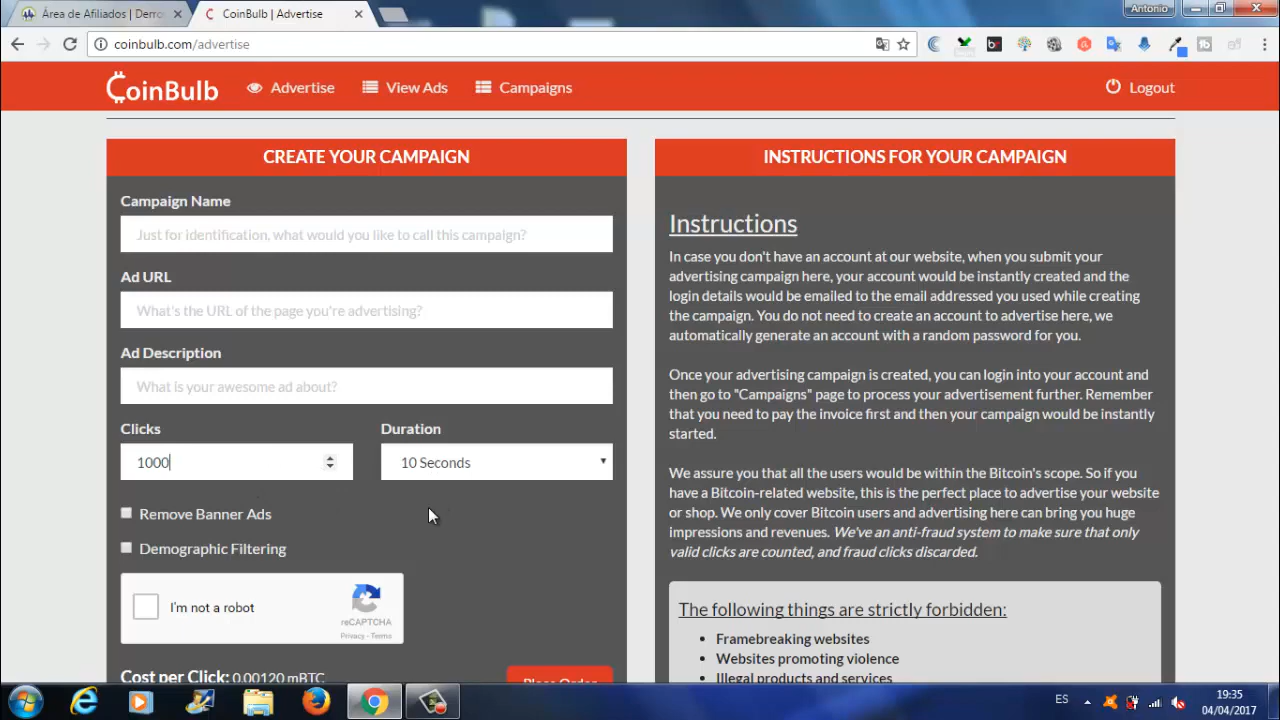 Área de Afiliados | Derro
CoinBulb | Advertise
Antonio
coinbulb.com/advertise
CoinBulb
Advertise
View Ads
Campaigns
Logout
CREATE YOUR CAMPAIGN
Campaign Name
Just for identification, what would you like to call this campaign?
Ad URL
What's the URL of the page you're advertising?
Ad Description
What is your awesome ad about?
Clicks
Duration
1000
10 Seconds
Remove Banner Ads
Demographic Filtering
I'm not a robot
reCAPTCHA
Privacy - Terms
Cost per Click: 0.00120 mBTC
Place Order
INSTRUCTIONS FOR YOUR CAMPAIGN
Instructions
In case you don't have an account at our website, when you submit your
advertising campaign here, your account would be instantly created and the
login details would be emailed to the email addressed you used while creating
the campaign. You do not need to create an account to advertise here, we
automatically generate an account with a random password for you.
Once your advertising campaign is created, you can login into your account and
then go to "Campaigns" page to process your advertisement further. Remember
that you need to pay the invoice first and then your campaign would be instantly
started.
We assure you that all the users would be within the Bitcoin's scope. So if you
have a Bitcoin-related website, this is the perfect place to advertise your website
or shop. We only cover Bitcoin users and advertising here can bring you huge
impressions and revenues. We've an anti-fraud system to make sure that only
valid clicks are counted, and fraud clicks discarded.
The following things are strictly forbidden:
Framebreaking websites
Websites promoting violence
Illegal products and services
ES
19:35
04/04/2017